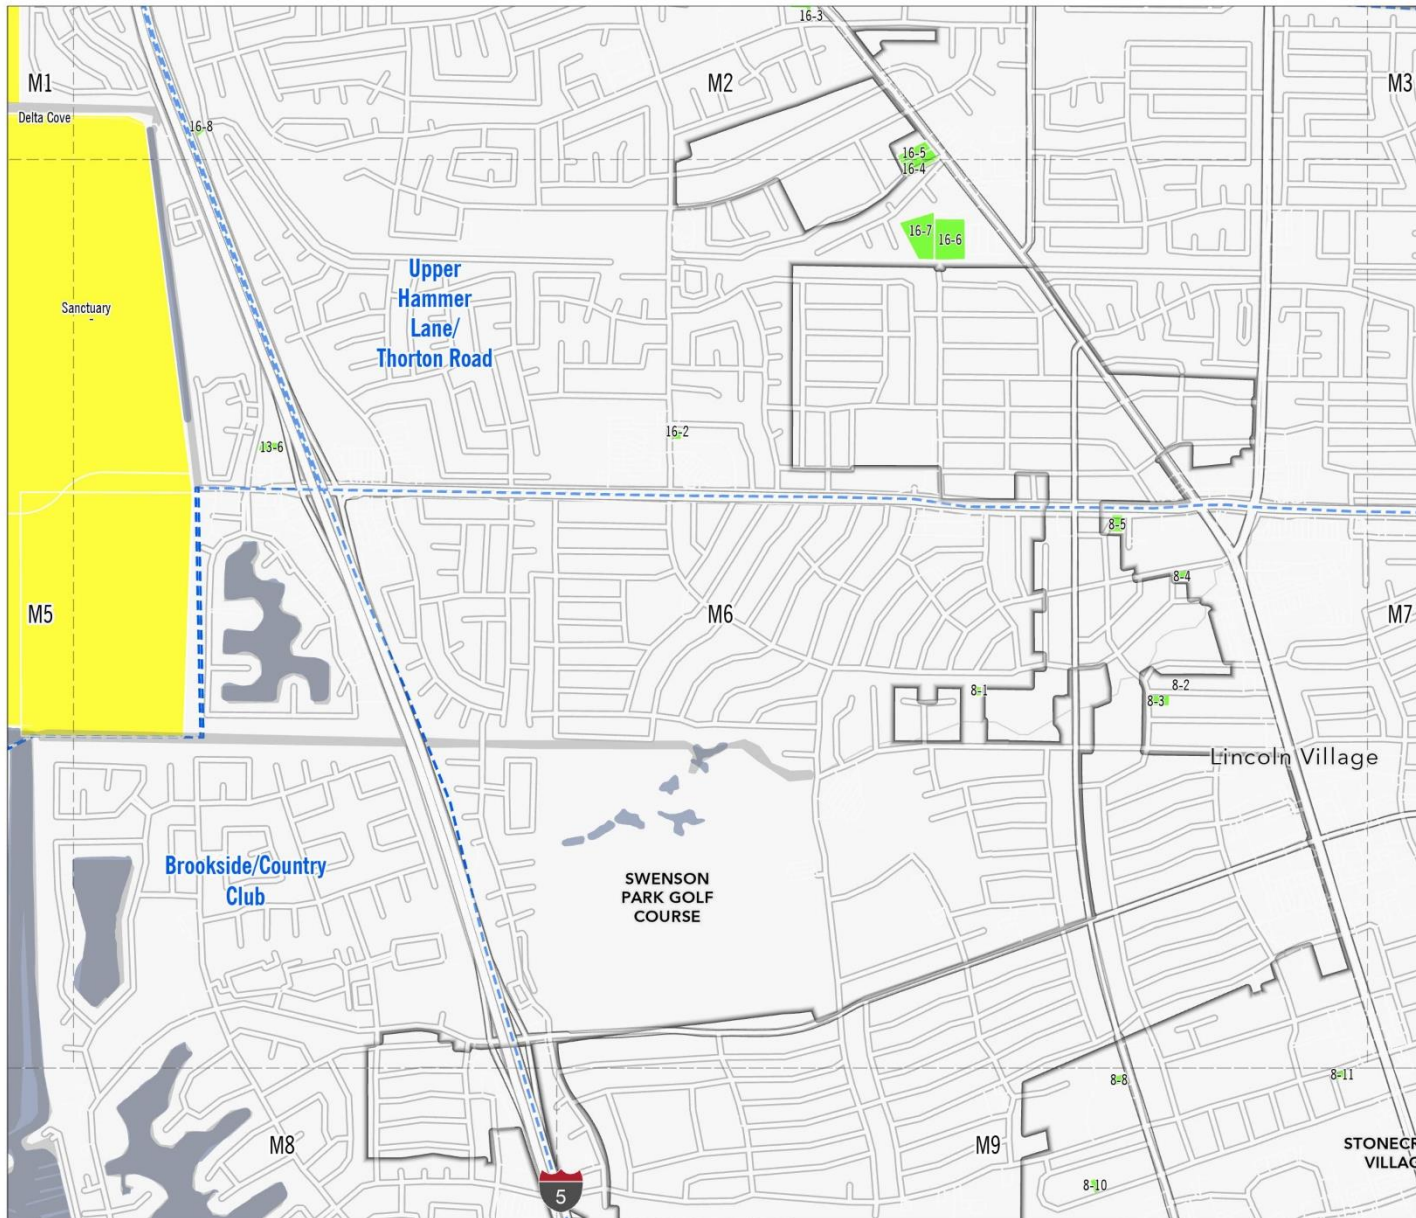 16-3
M1
M2
M3
Delta Cove
16-8
16-5
16-4
16-7
16-6
Upper
Hammer
Lane/
Thorton Road
Sanctuary
16-2
13-6
8-5
8-4
M5
M6
M7
8-1
8-2
8-3
Lincoln Village
Brookside/Country
Club
SWENSON
PARK GOLF
COURSE
8-8
8-11
M8
M9
STONECR
VILLAG
8-10
5